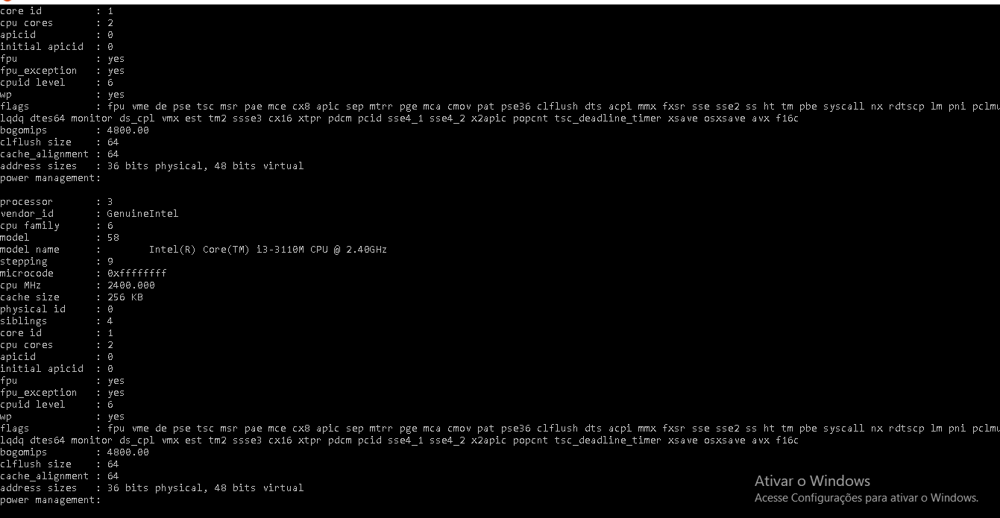 core id : 1
cpu cores : 2
apicid : 0
initial apicid : 0
fpu : yes
fpu_exception : yes
cpuid level : 6
wp : yes
flags : fpu vme de pse tsc msr pae mce cx8 apic sep mtrr pge mca cmov pat pse36 clflush dts acpi mmx fxsr sse sse2 ss ht tm pbe syscall nx rdtscp lm pni pclmu
lqdq dtes64 monitor ds_cpl vmx est tm2 ssse3 cx16 xtpr pdcm pcid sse4_1 sse4_2 x2apic popcnt tsc_deadline_timer xsave osxsave avx f16c
bogomips : 4800.00
clflush size : 64
cache_alignment : 64
address sizes : 36 bits physical, 48 bits virtual
power management:
processor : 3
vendor_id : GenuineIntel
cpu family : 6
model : 58
model name : Intel(R) Core(TM) i3-3110M CPU @ 2.40GHz
stepping : 9
microcode : 0xffffffff
cpu MHz : 2400.000
cache size : 256 KB
physical id : 0
siblings : 4
core id : 1
cpu cores : 2
apicid : 0
initial apicid : 0
fpu : yes
fpu_exception : yes
cpuid level : 6
wp : yes
flags : fpu vme de pse tsc msr pae mce cx8 apic sep mtrr pge mca cmov pat pse36 clflush dts acpi mmx fxsr sse sse2 ss ht tm pbe syscall nx rdtscp lm pni pclmu
lqdq dtes64 monitor ds_cpl vmx est tm2 ssse3 cx16 xtpr pdcm pcid sse4_1 sse4_2 x2apic popcnt tsc_deadline_timer xsave osxsave avx f16c
bogomips : 4800.00
clflush size : 64
cache_alignment : 64
address sizes : 36 bits physical, 48 bits virtual
power management:
Ativar o Windows
Acesse Configurações para ativar o Windows.